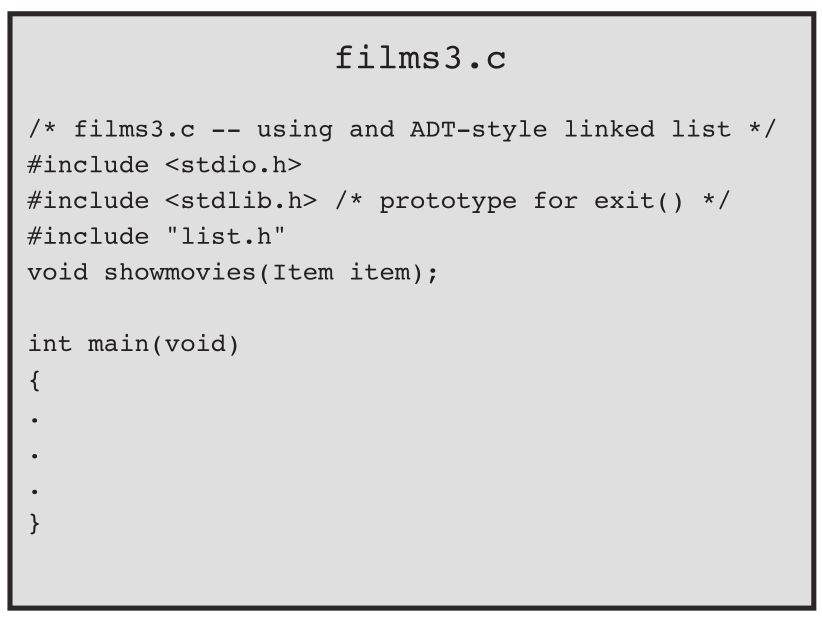 films3.c
/* films3.c -- using and ADT-style linked list */
#include <stdio.h>
#include <stdlib.h> /* prototype for exit() */
#include "list.h"
void showmovies(Item item);
int main(void)
{
.
.
.
}